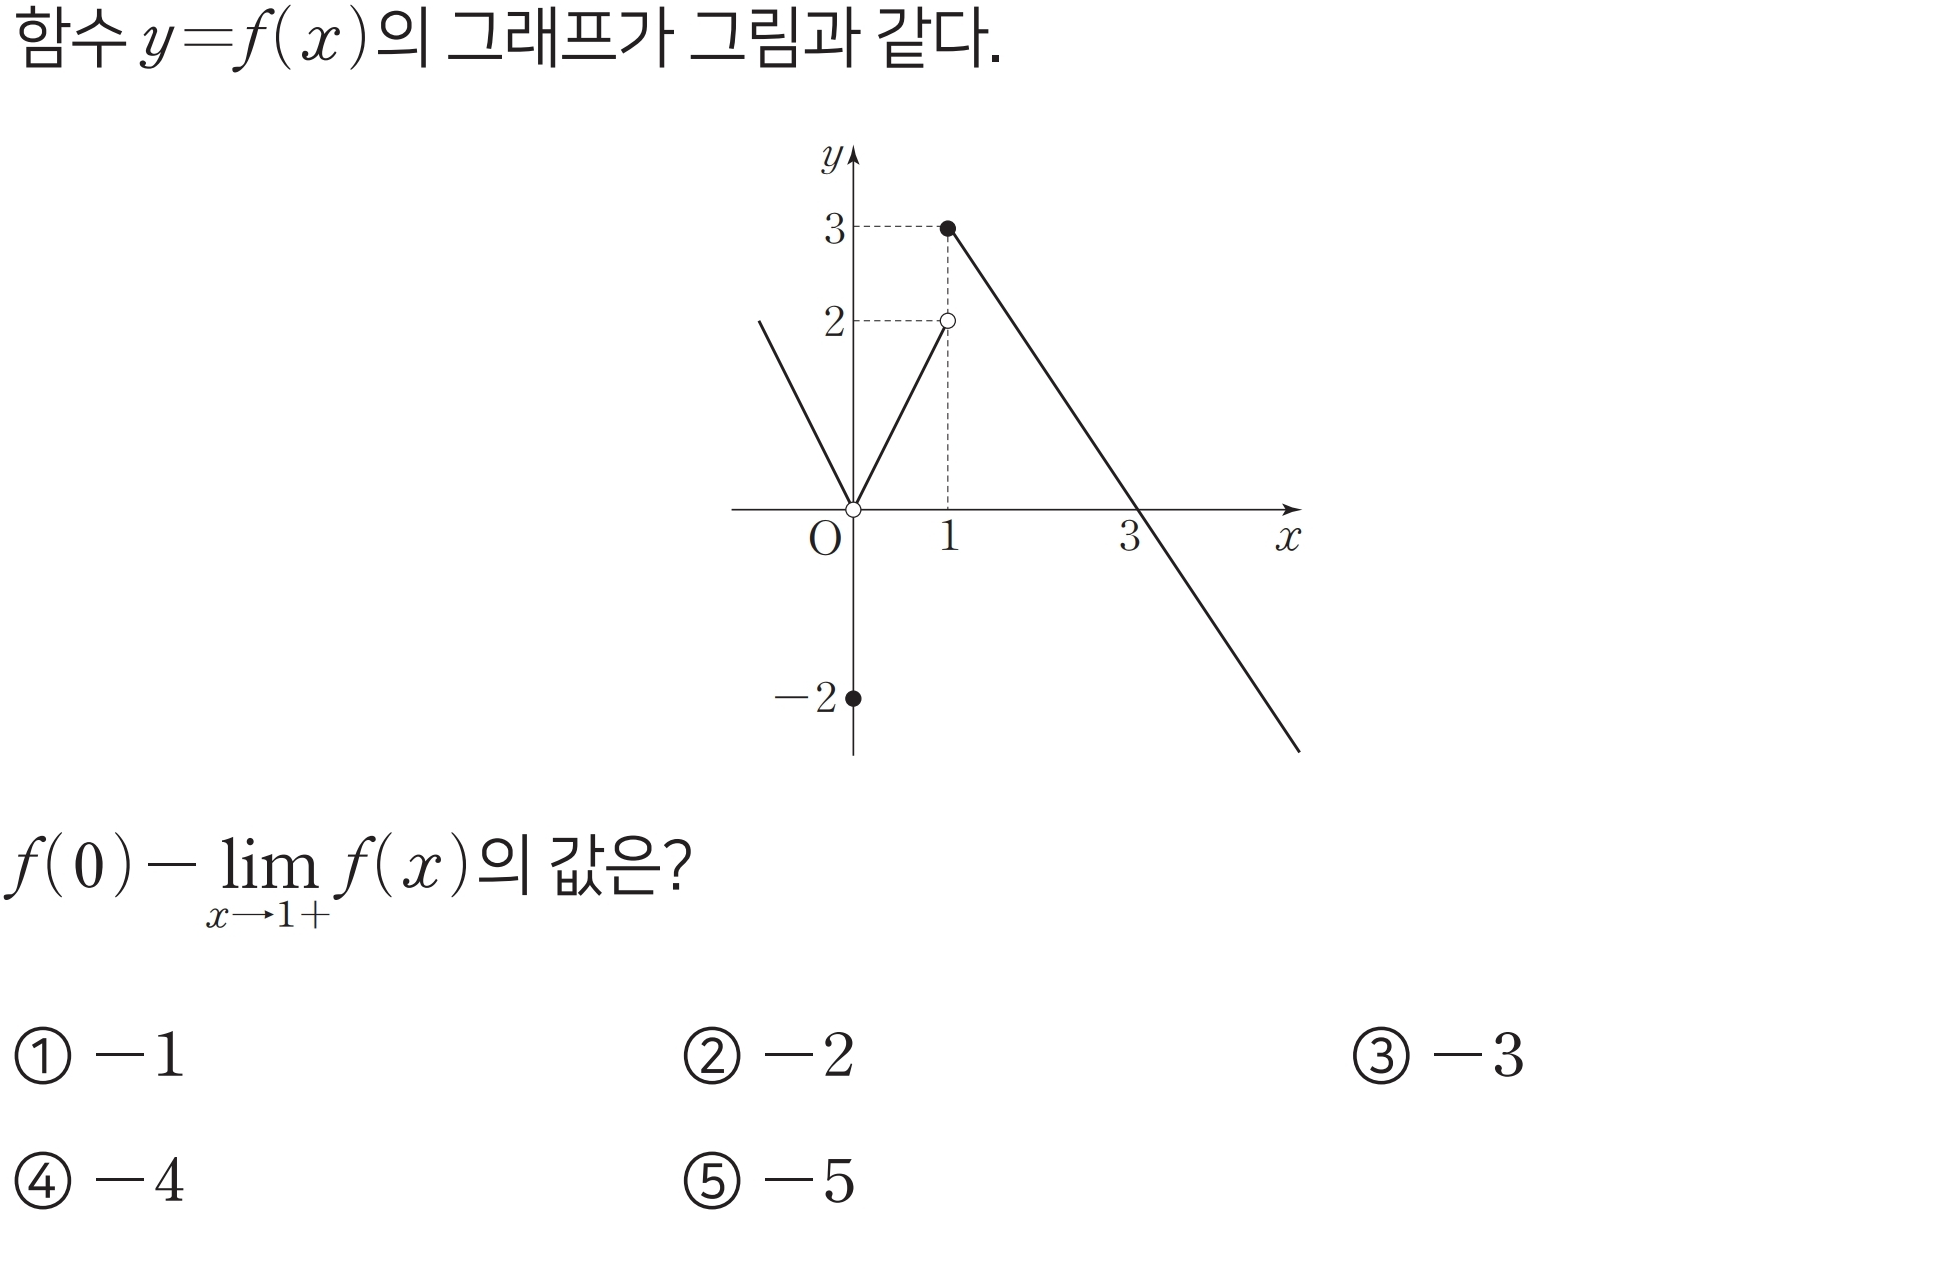 함수 y=f(x)의 그래프가 그림과 같다.
y
3
2
O 1 3 x
−2
f(0)− lim f(x)의 값은?
x→1+
① −1 ② −2 ③ −3
④ −4 ⑤ −5